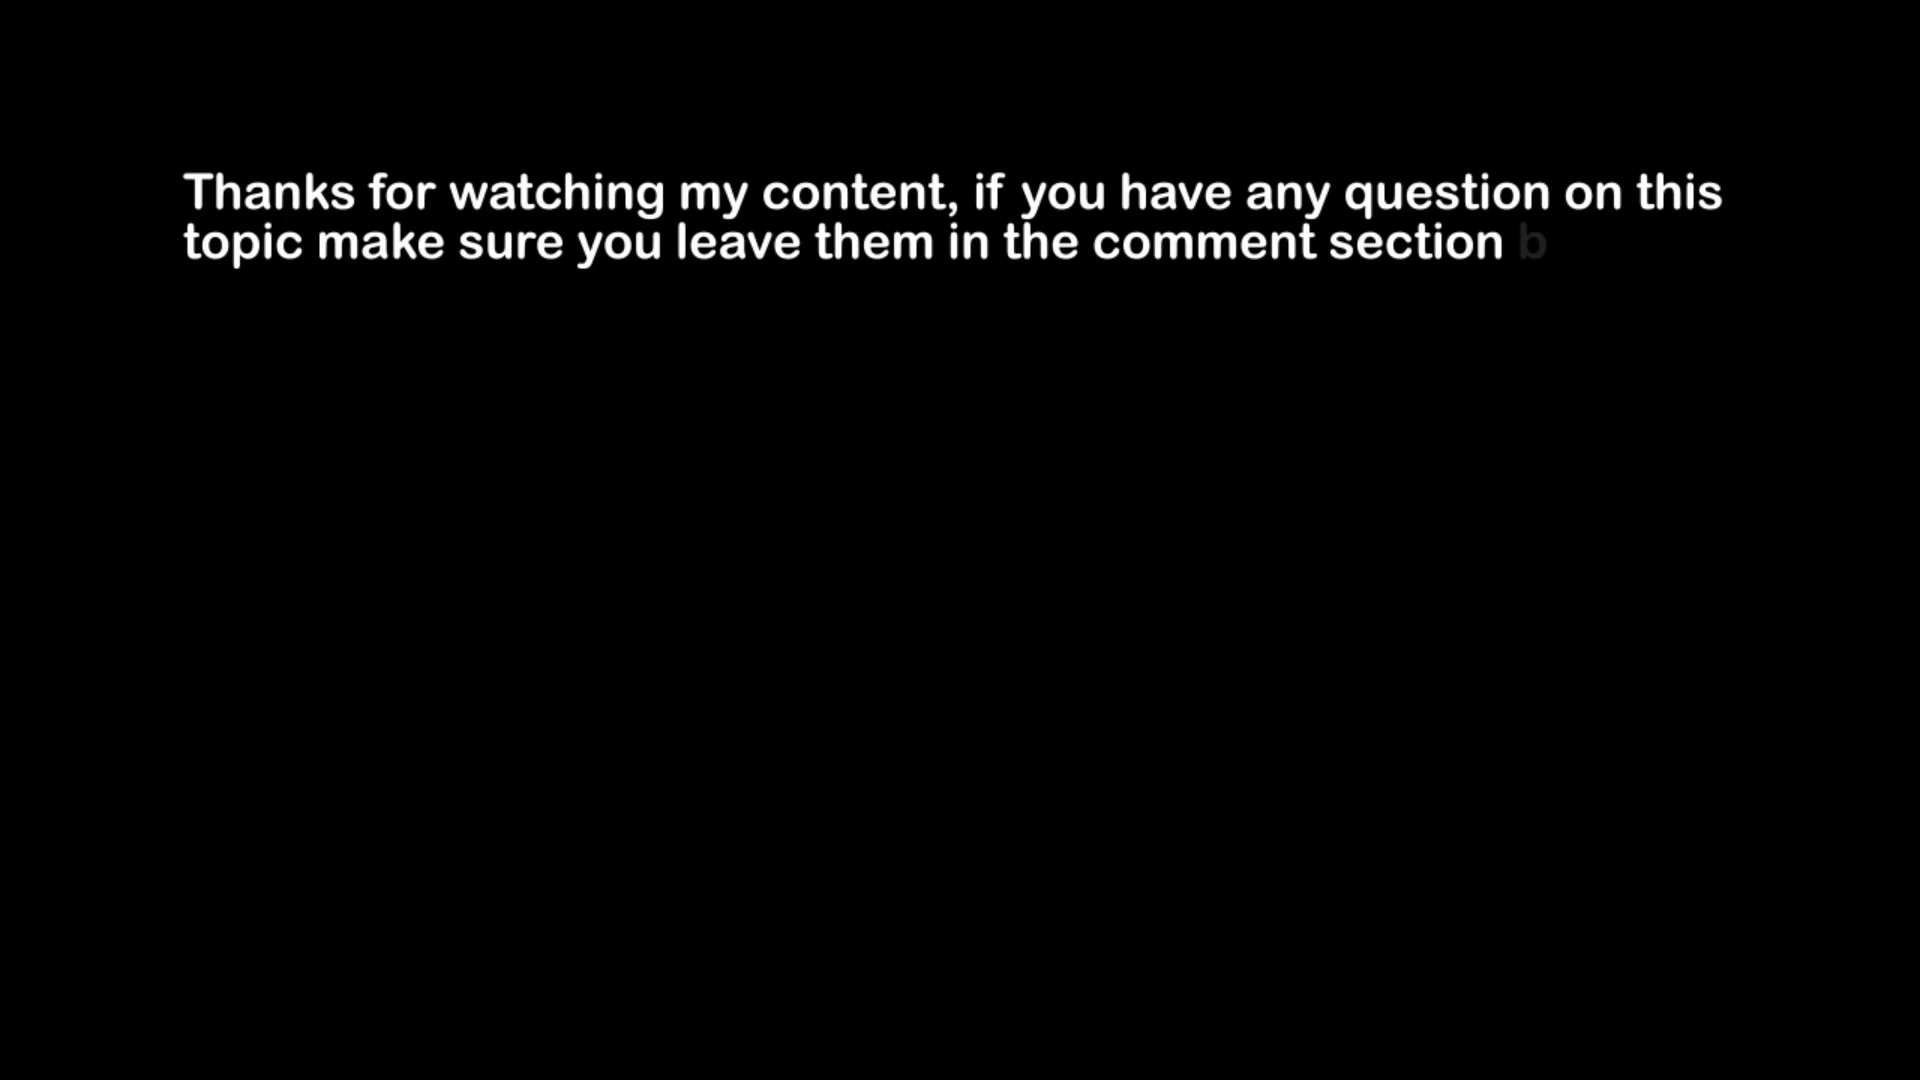 Thanks for watching my content, if you have any question on this
topic make sure you leave them in the comment section b